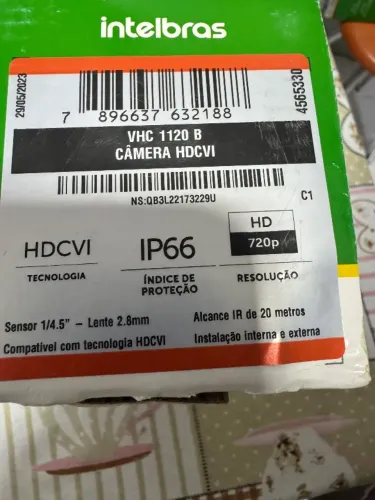 intelbras
29/05/2023
7 896637 632188
4565330
VHC 1120 B
CÂMERA HDCVI
NS:QB3L22173229U
C1
HDCVI
TECNOLOGIA
IP66
ÍNDICE DE
PROTEÇÃO
HD
720p
RESOLUÇÃO
Sensor 1/4.5" - Lente 2.8mm
Alcance IR de 20 metros
Compatível com tecnologia HDCVI
Instalação interna e externa